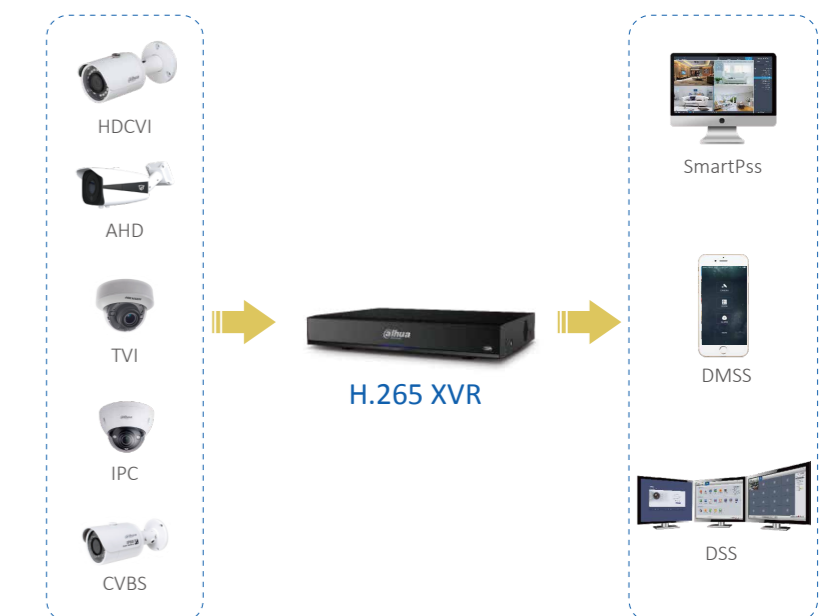 HDCVI
AHD
TVI
IPC
CVBS
alhua
H.265 XVR
SmartPss
DMSS
DSS